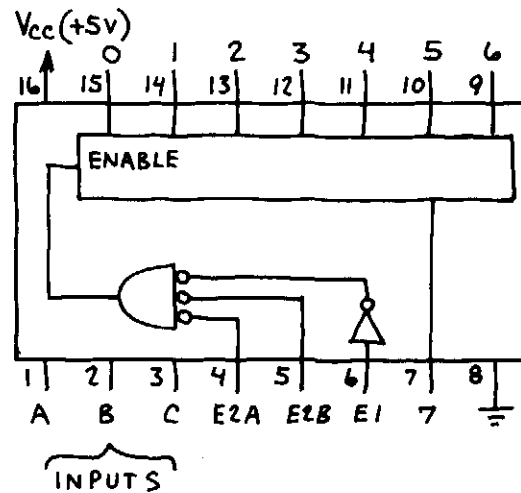 Vcc(+5v)
0 1 2 3 4 5 6
16 15 14 13 12 11 10 9
ENABLE
1 2 3 4 5 6 7 8
A B C E2A E2B E1 7
INPUTS